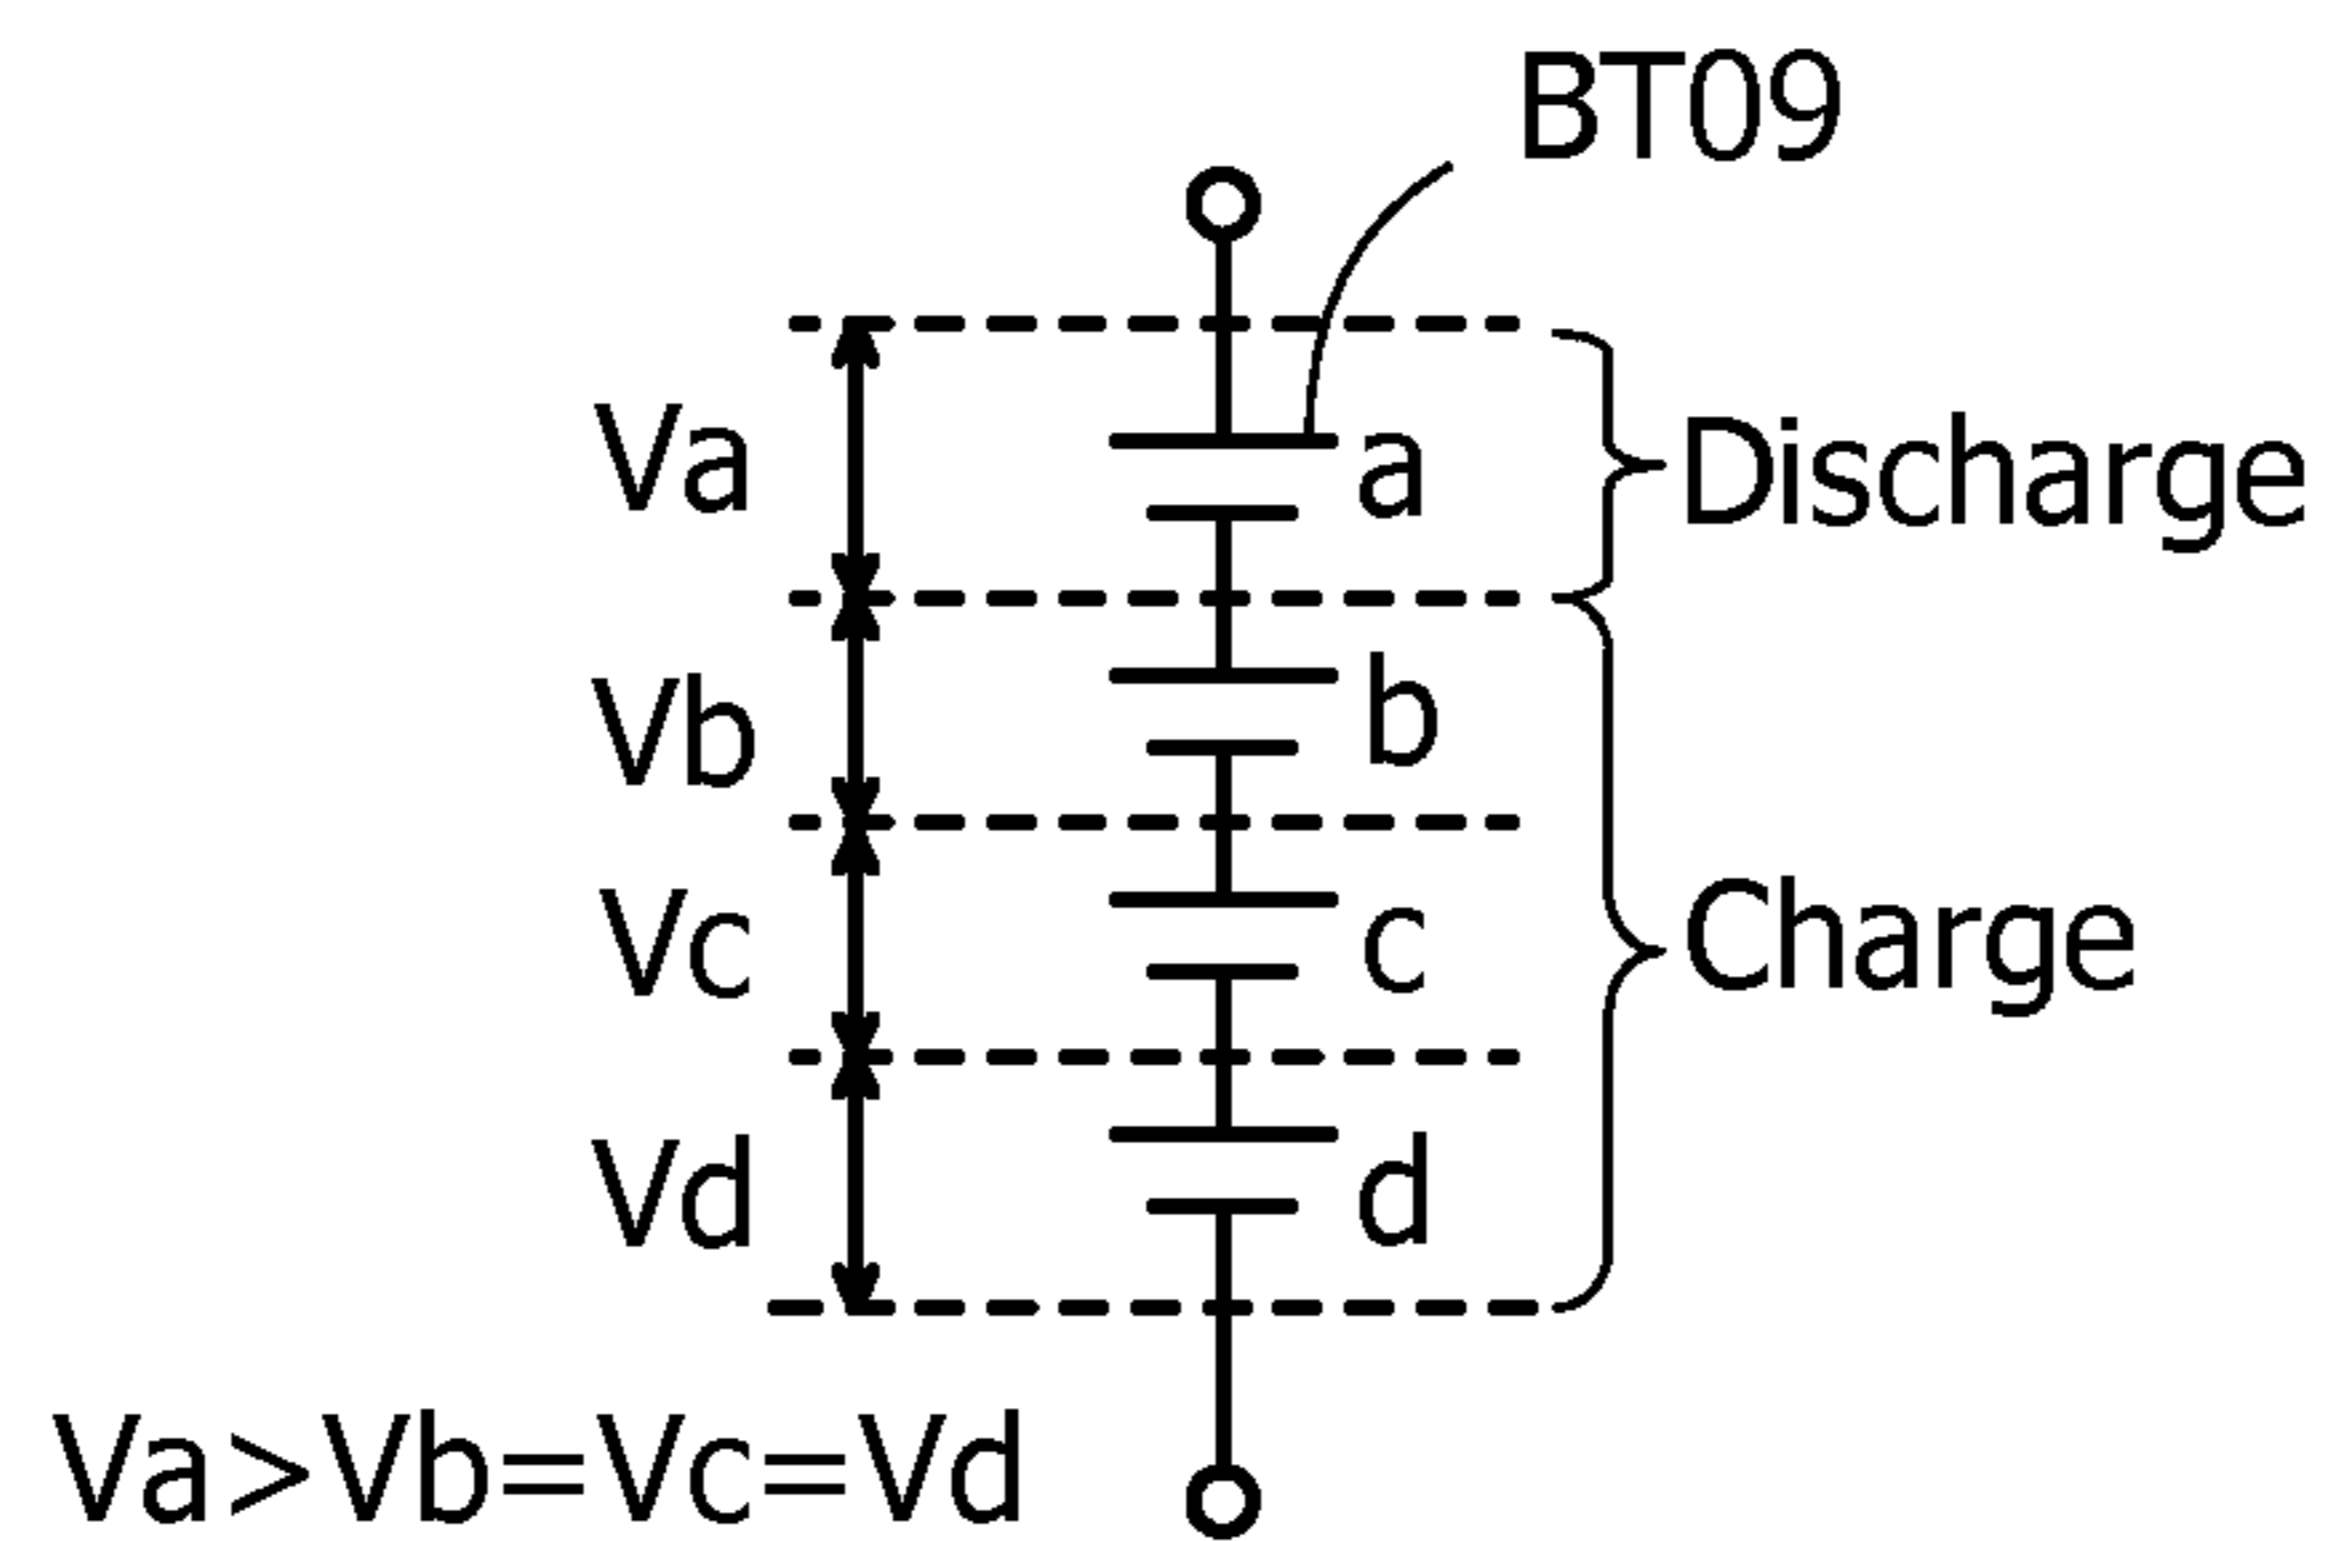 BT09
Va
a
Discharge
Vb
b
Vc
c
Charge
Vd
d
Va>Vb=Vc=Vd